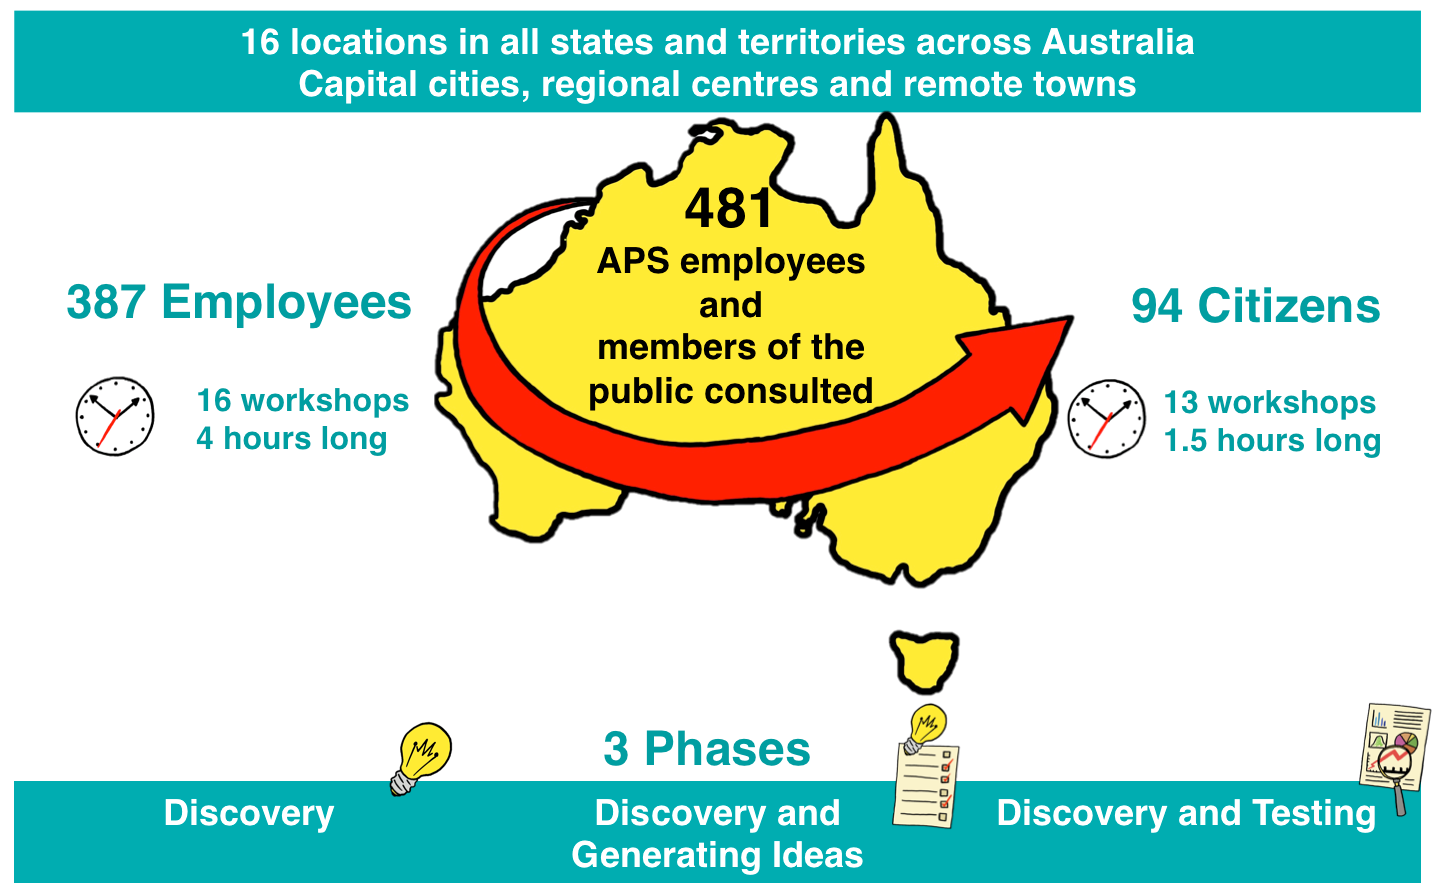 16 locations in all states and territories across Australia
Capital cities, regional centres and remote towns
481
APS employees
and
members of the
public consulted
387 Employees
16 workshops
4 hours long
94 Citizens
13 workshops
1.5 hours long
3 Phases
Discovery
Discovery and
Generating Ideas
Discovery and Testing